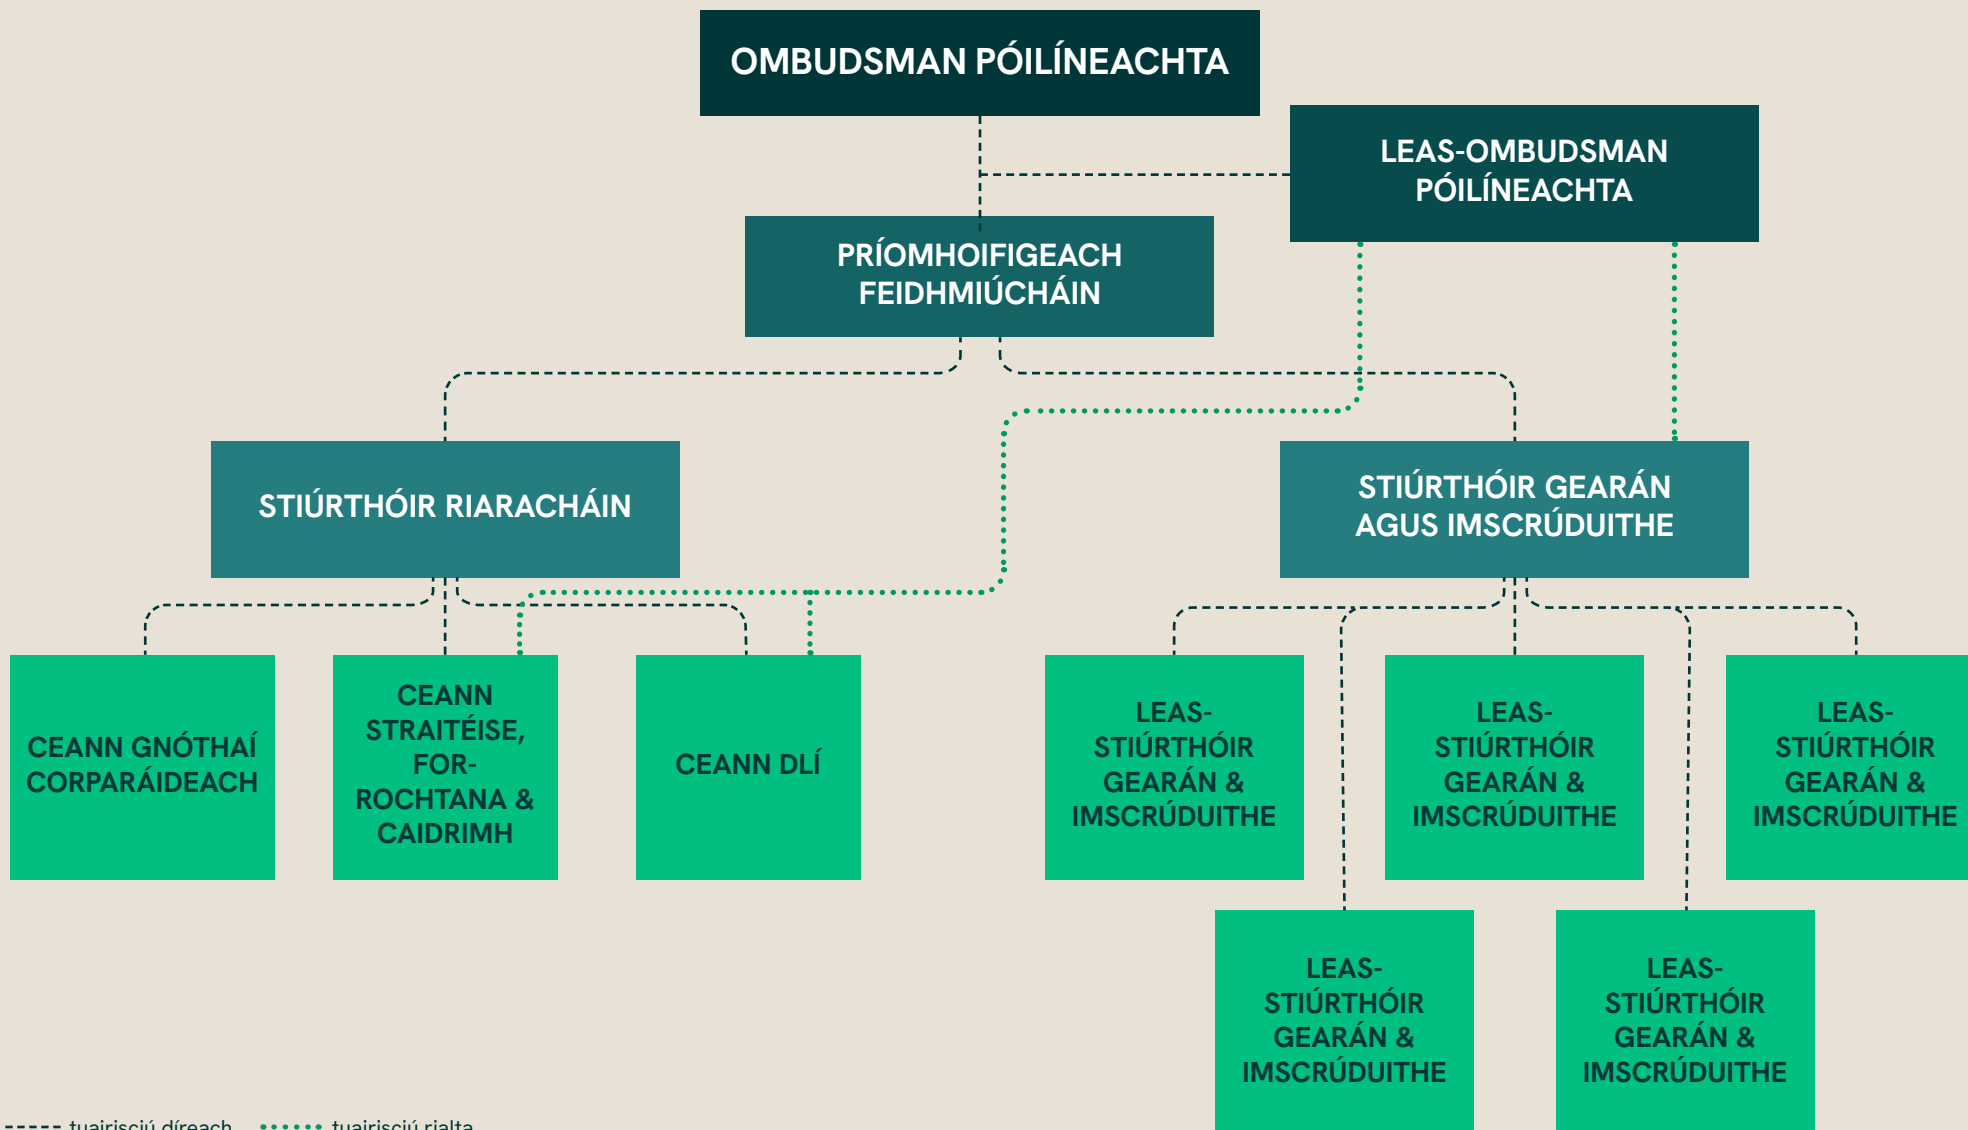 OMBUDSMAN PÓILÍNEACHTA
LEAS-OMBUDSMAN
PÓILÍNEACHTA
PRÍOMHOIFIGEACH
FEIDHMIÚCHÁIN
STIÚRTHÓIR RIARACHÁIN
STIÚRTHÓIR GEARÁN
AGUS IMSCRÚDUITHE
CEANN GNÓTHAÍ
CORPARÁIDEACH
CEANN
STRAITÉISE,
FOR-
ROCHTANA &
CAIDRIMH
CEANN DLÍ
LEAS-
STIÚRTHÓIR
GEARÁN &
IMSCRÚDUITHE
LEAS-
STIÚRTHÓIR
GEARÁN &
IMSCRÚDUITHE
LEAS-
STIÚRTHÓIR
GEARÁN &
IMSCRÚDUITHE
LEAS-
STIÚRTHÓIR
GEARÁN &
IMSCRÚDUITHE
LEAS-
STIÚRTHÓIR
GEARÁN &
IMSCRÚDUITHE
tuairisciú díreach
tuairisciú rialta